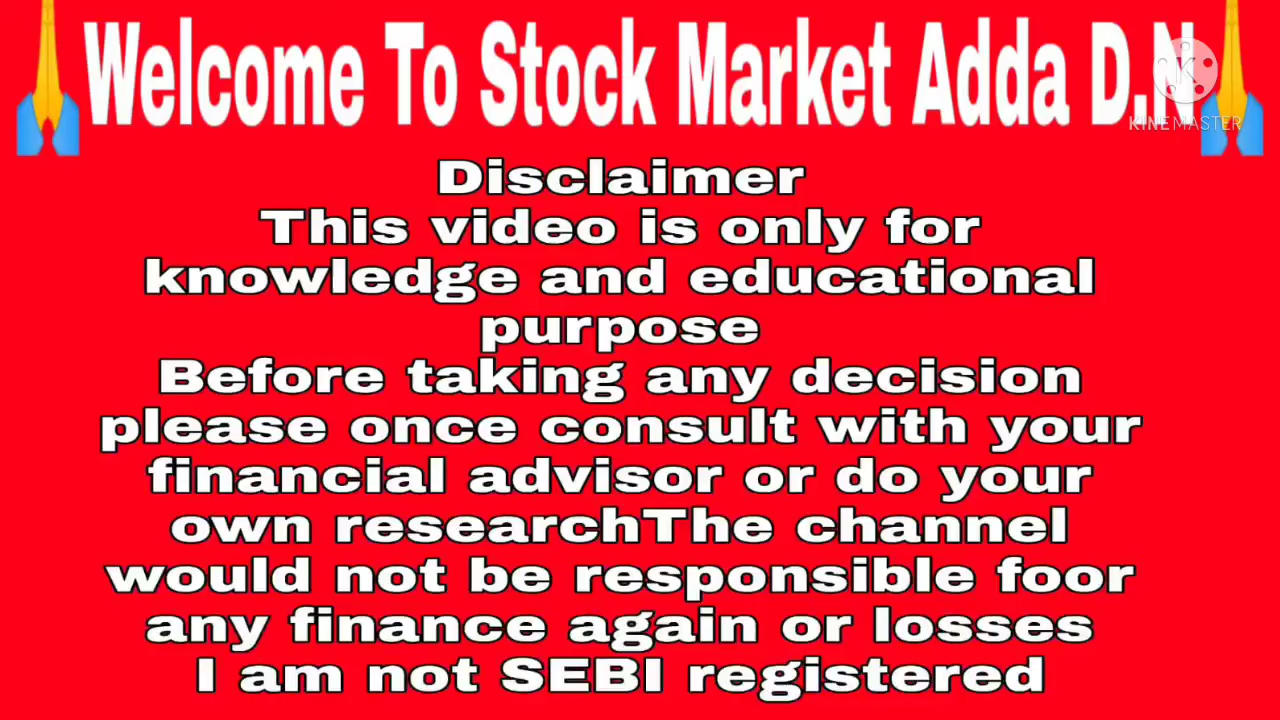 Welcome To Stock Market Adda D.N
KINEMASTER
Disclaimer
This video is only for
knowledge and educational
purpose
Before taking any decision
please once consult with your
financial advisor or do your
own researchThe channel
would not be responsible foor
any finance again or losses
I am not SEBI registered